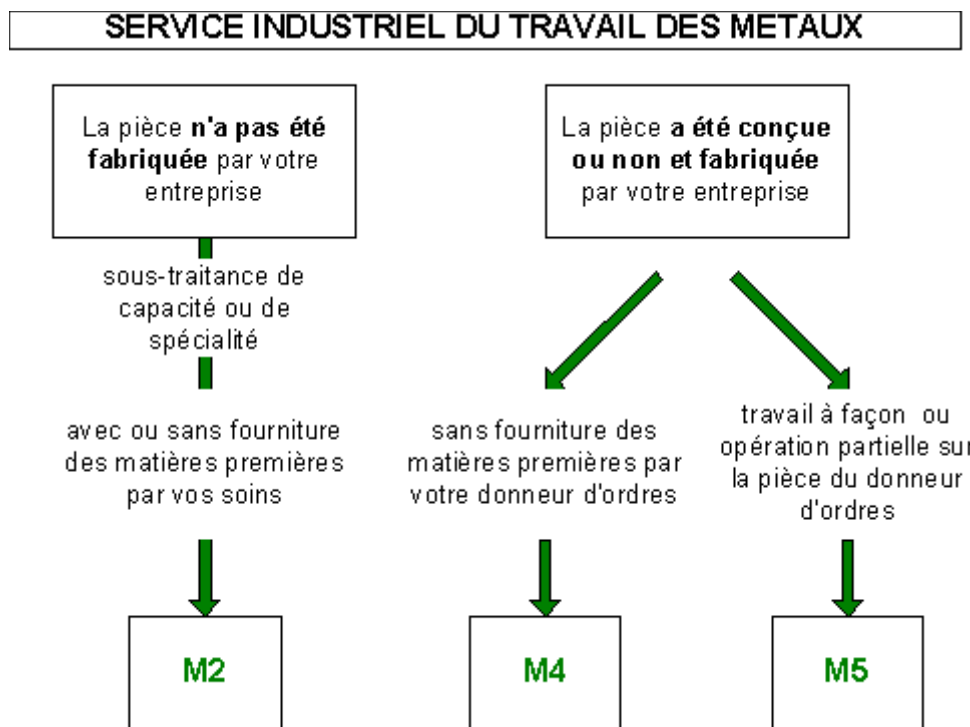 SERVICE INDUSTRIEL DU TRAVAIL DES METAUX
La pièce n'a pas été
fabriquée par votre
entreprise
La pièce a été conçue
ou non et fabriquée
par votre entreprise
sous-traitance de
capacité ou de
spécialité
avec ou sans fourniture
des matières premières
par vos soins
sans fourniture des
matières premières par
votre donneur d'ordres
travail à façon ou
opération partielle sur
la pièce du donneur
d'ordres
M2
M4
M5